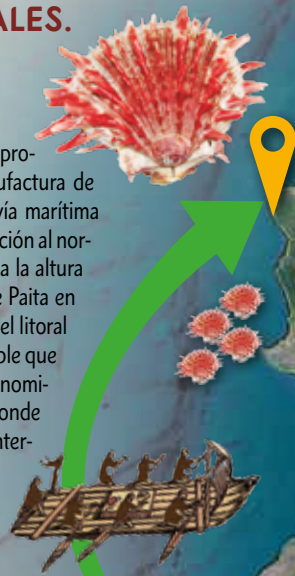 ALES.
pro-
ufactura de
vía marítima
ción al nor-
a la altura
e Paita en
el litoral
ble que
nomi-
onde
nter-